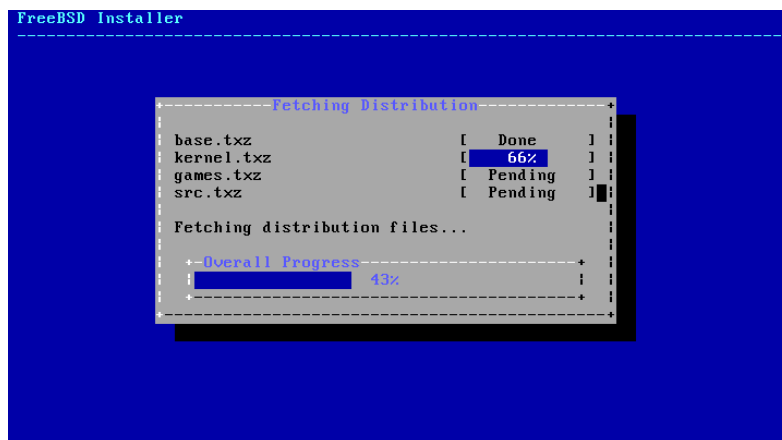 FreeBSD Installer
Fetching Distribution
base.txz [ Done ]
kernel.txz [ 66% ]
games.txz [ Pending ]
src.txz [ Pending ]
Fetching distribution files...
Overall Progress
43%